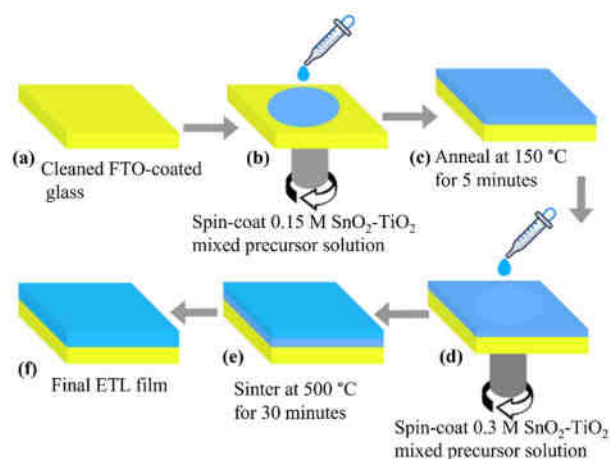 (a)
Cleaned FTO-coated
glass
(b)
Spin-coat 0.15 M SnO₂-TiO₂
mixed precursor solution
(c) Anneal at 150 °C
for 5 minutes
(d)
Spin-coat 0.3 M SnO₂-TiO₂
mixed precursor solution
(e)
Sinter at 500 °C
for 30 minutes
(f)
Final ETL film